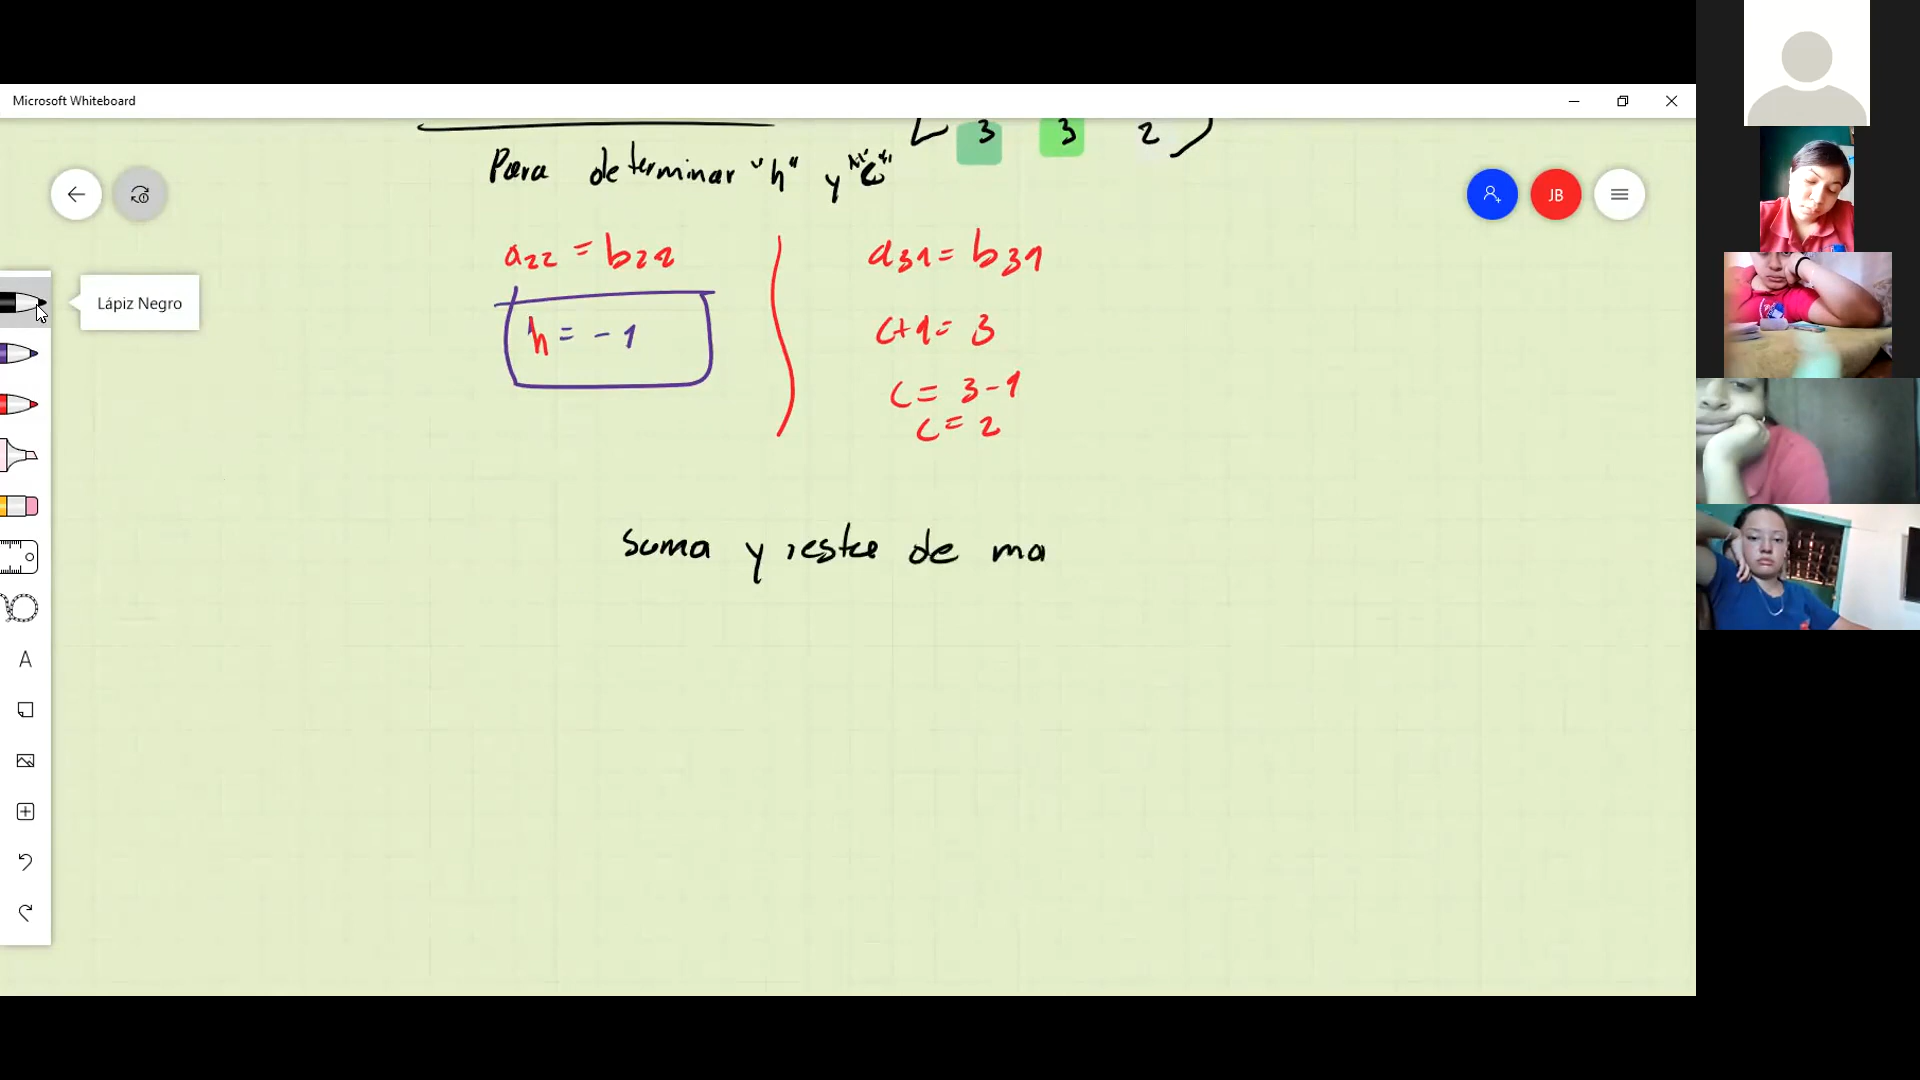 Microsoft Whiteboard
3 3 2
Para determinar "h" y "c"
a22 = b22
a31 = b31
Lápiz Negro
JB
h = -1
c+1 = 3
c = 3-1
c = 2
Suma y resta de ma
A